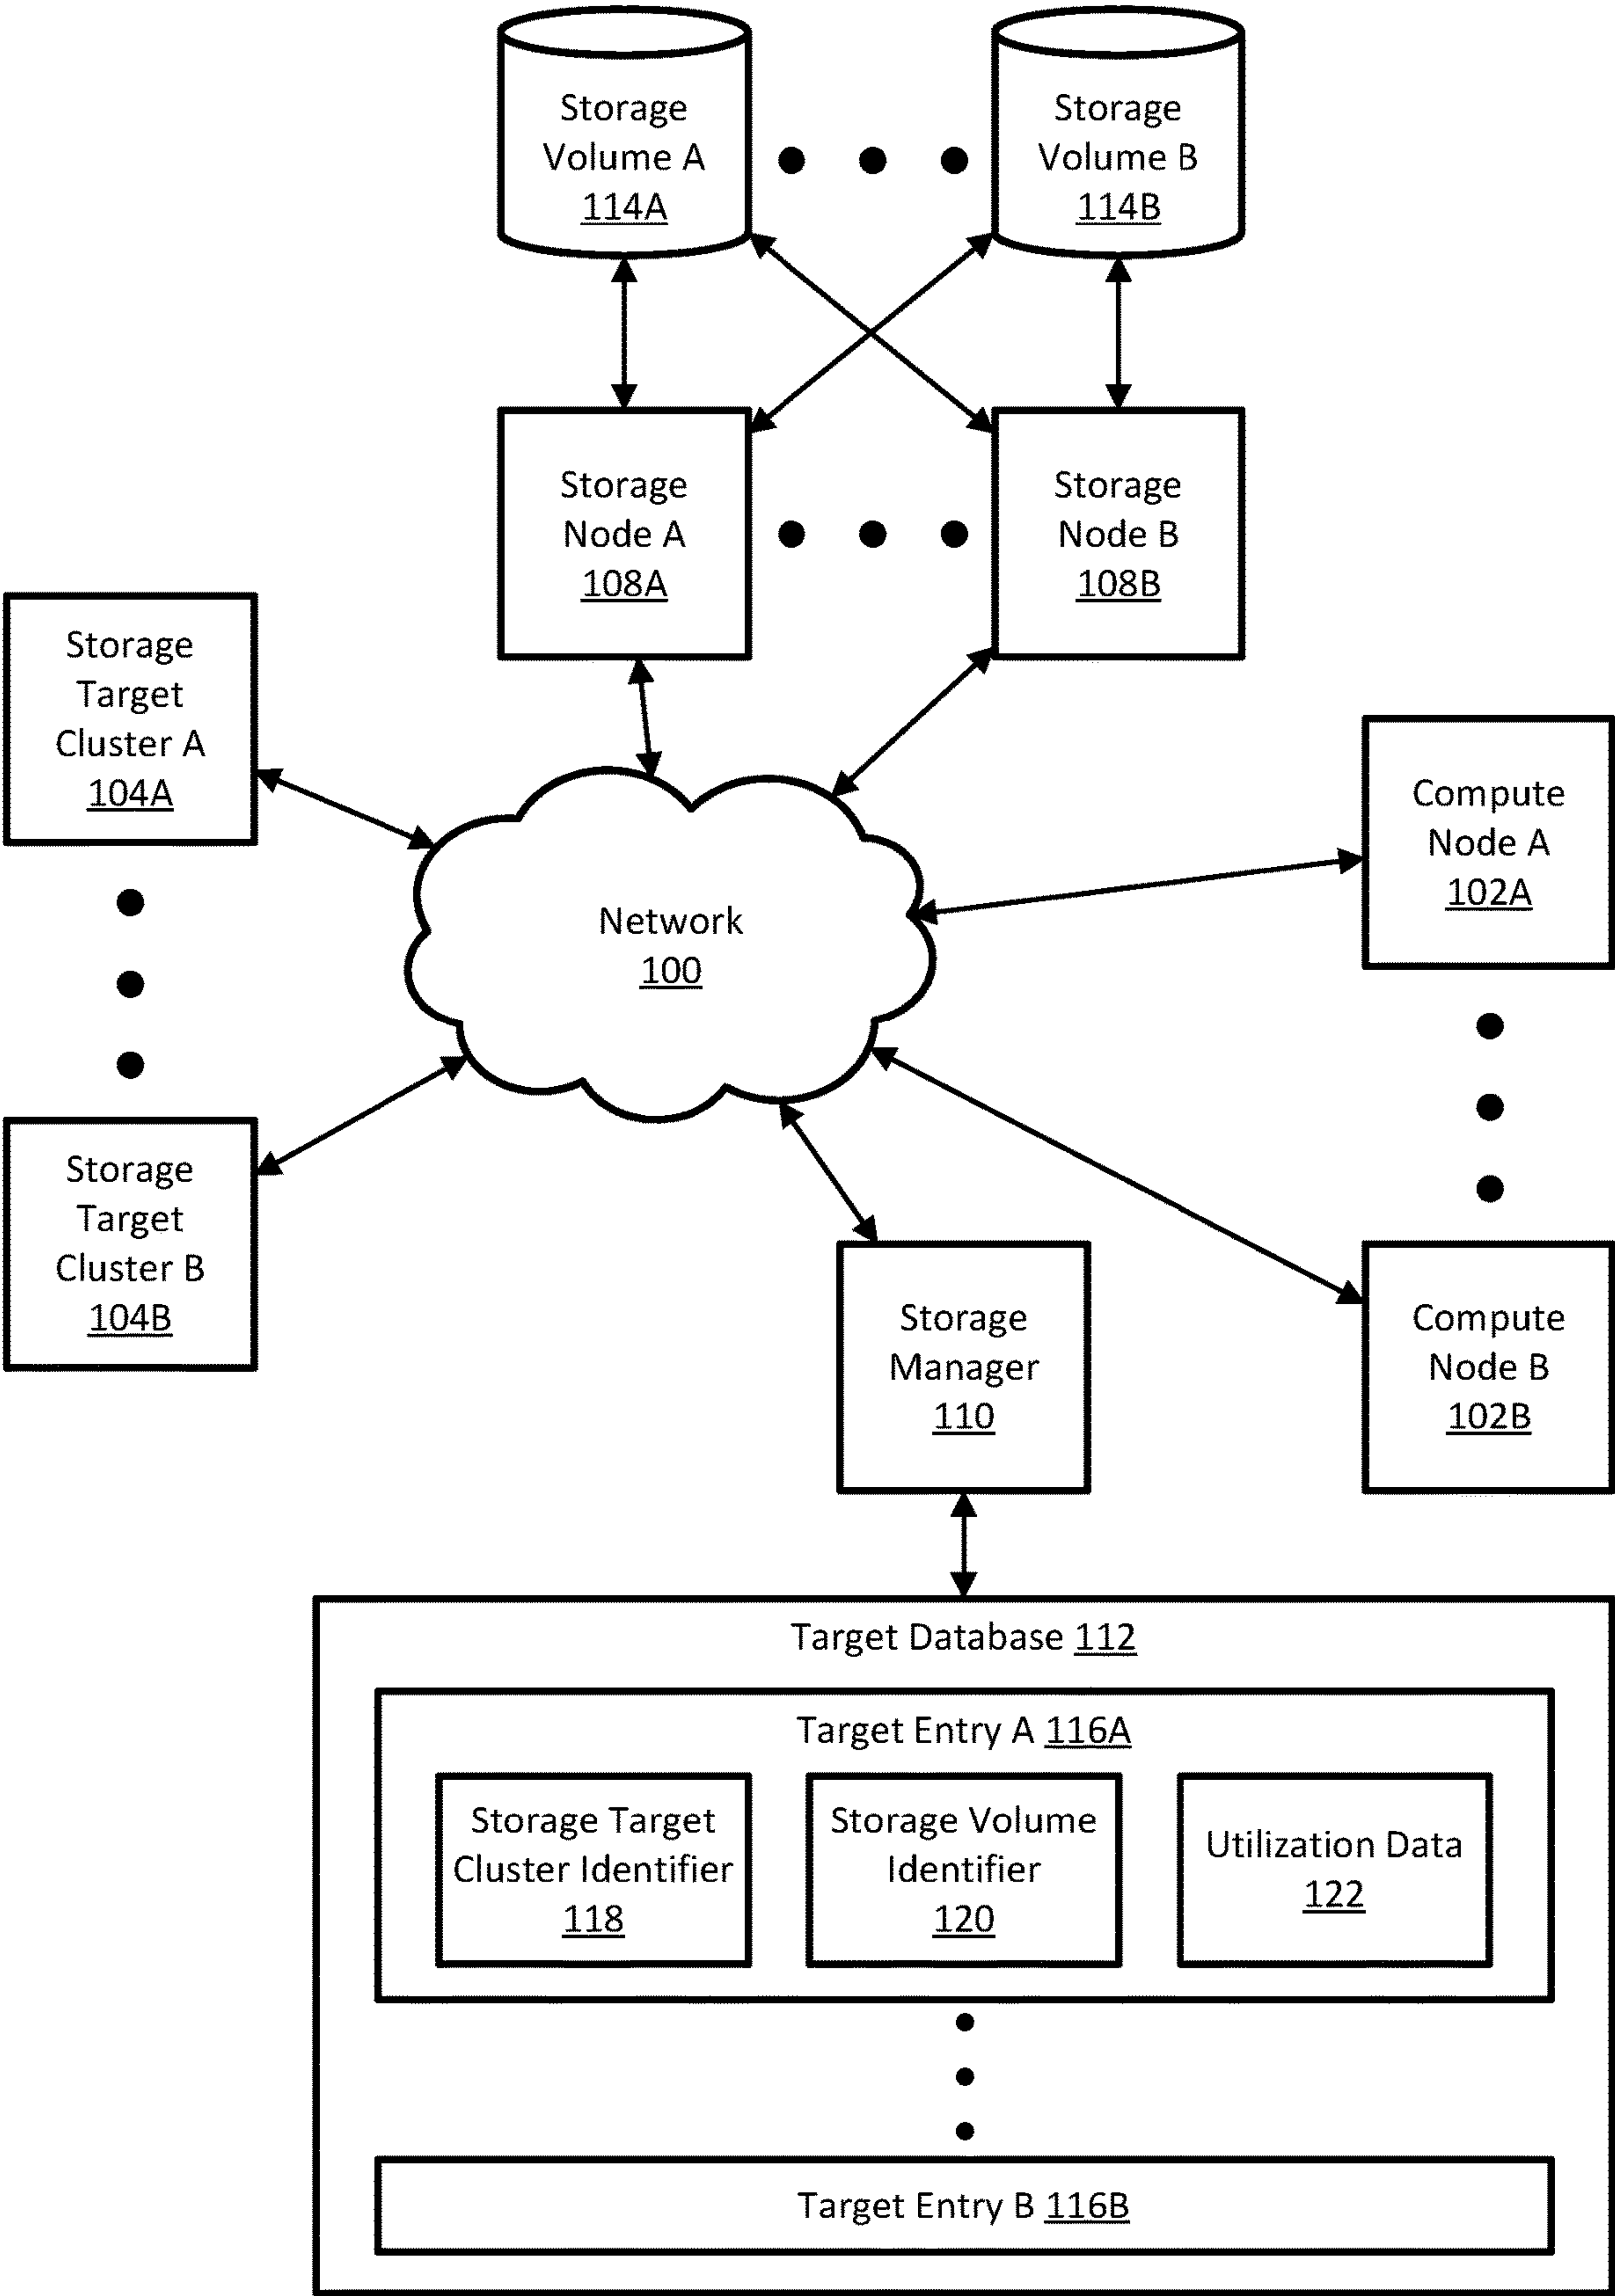 Storage
Volume A
114A
Storage
Volume B
114B
Storage
Node A
108A
Storage
Node B
108B
Storage
Target
Cluster A
104A
Compute
Node A
102A
Network
100
Storage
Target
Cluster B
104B
Storage
Manager
110
Compute
Node B
102B
Target Database 112
Target Entry A 116A
Storage Target
Cluster Identifier
118
Storage Volume
Identifier
120
Utilization Data
122
Target Entry B 116B